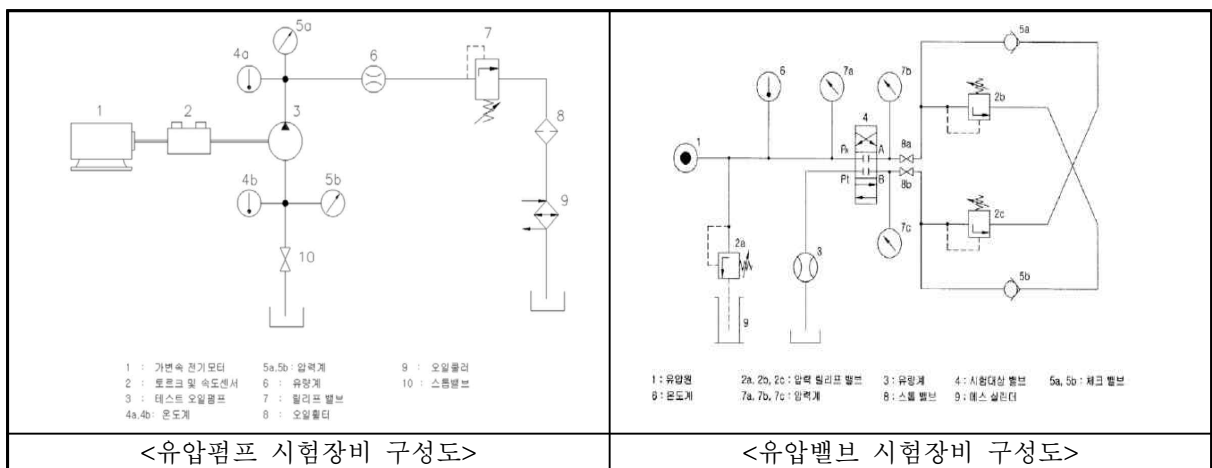 5a
4a
6
7
1
2
3
8
4b
5b
9
10
1 : 가변속 전기모터
2 : 토르크 및 속도센서
3 : 테스트 오일펌프
4a,4b: 온도계
5a,5b: 압력계
6 : 유량계
7 : 릴리프 밸브
8 : 오일휠터
9 : 오일쿨러
10 : 스톱밸브
<유압펌프 시험장비 구성도>
5a
6
7a
7b
2b
4
8a
1
Pk
A
Pt
B
8b
2c
2a
3
7c
5b
9
1 : 유압원
2a, 2b, 2c : 압력 릴리프 밸브
3 : 유량계
4 : 시험대상 밸브
5a, 5b : 체크 밸브
6 : 온도계
7a, 7b, 7c : 압력계
8 : 스톱 밸브
9 : 메스 실린더
<유압밸브 시험장비 구성도>